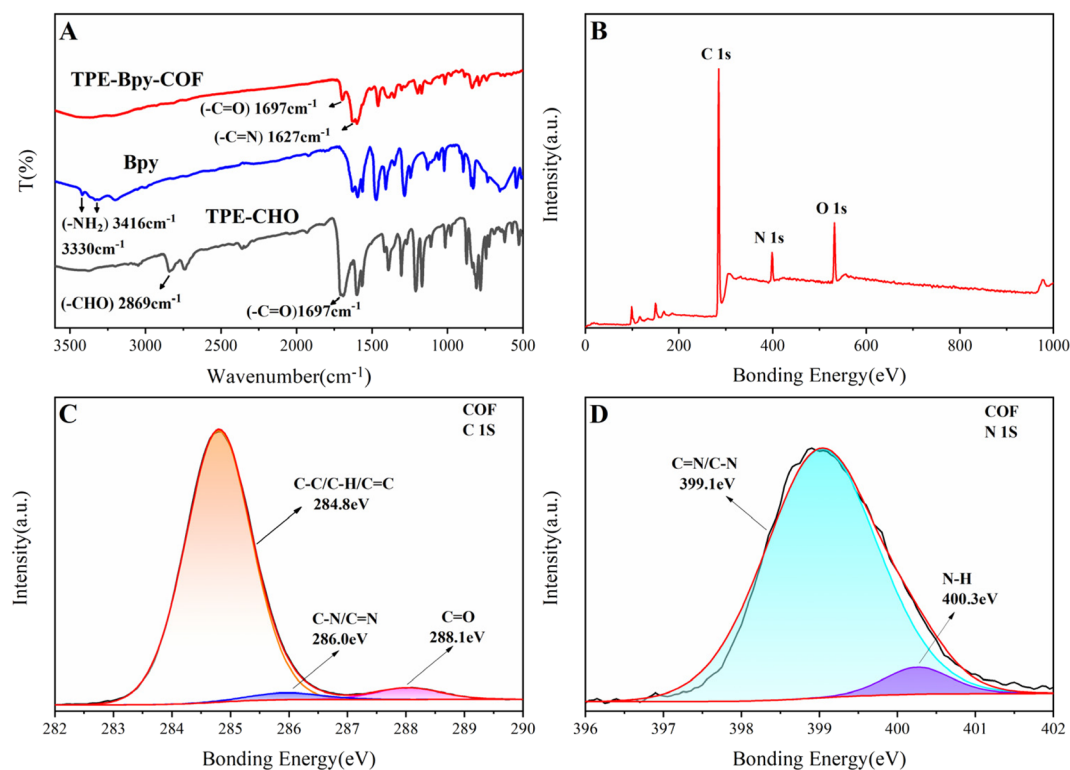 A
TPE-Bpy-COF
(-C=O) 1697cm⁻¹
(-C=N) 1627cm⁻¹
Bpy
(-NH₂) 3416cm⁻¹
3330cm⁻¹
TPE-CHO
(-CHO) 2869cm⁻¹
(-C=O)1697cm⁻¹
T(%)
3500 3000 2500 2000 1500 1000 500
Wavenumber(cm⁻¹)
B
C 1s
N 1s
O 1s
Intensity(a.u.)
0 200 400 600 800 1000
Bonding Energy(eV)
C
COF
C 1S
C-C/C-H/C=C
284.8eV
C-N/C=N
286.0eV
C=O
288.1eV
Intensity(a.u.)
282 283 284 285 286 287 288 289 290
Bonding Energy(eV)
D
COF
N 1S
C=N/C-N
399.1eV
N-H
400.3eV
Intensity(a.u.)
396 397 398 399 400 401 402
Bonding Energy(eV)